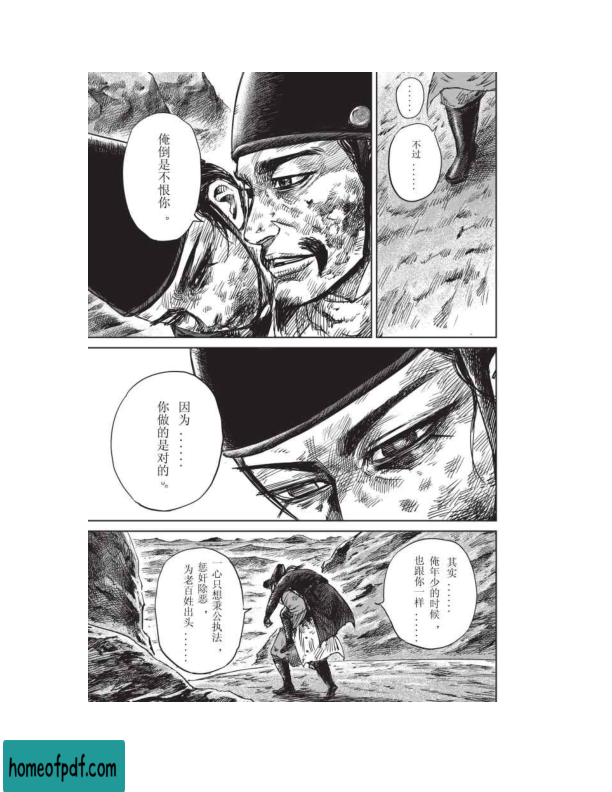 ……
不过……
俺倒是不恨你。
因为……
你做的是对的。
其实……
俺年少的时候，
也跟你一样……
一心只想秉公执法，
惩奸除恶，
为老百姓出头……
homeofpdf.com